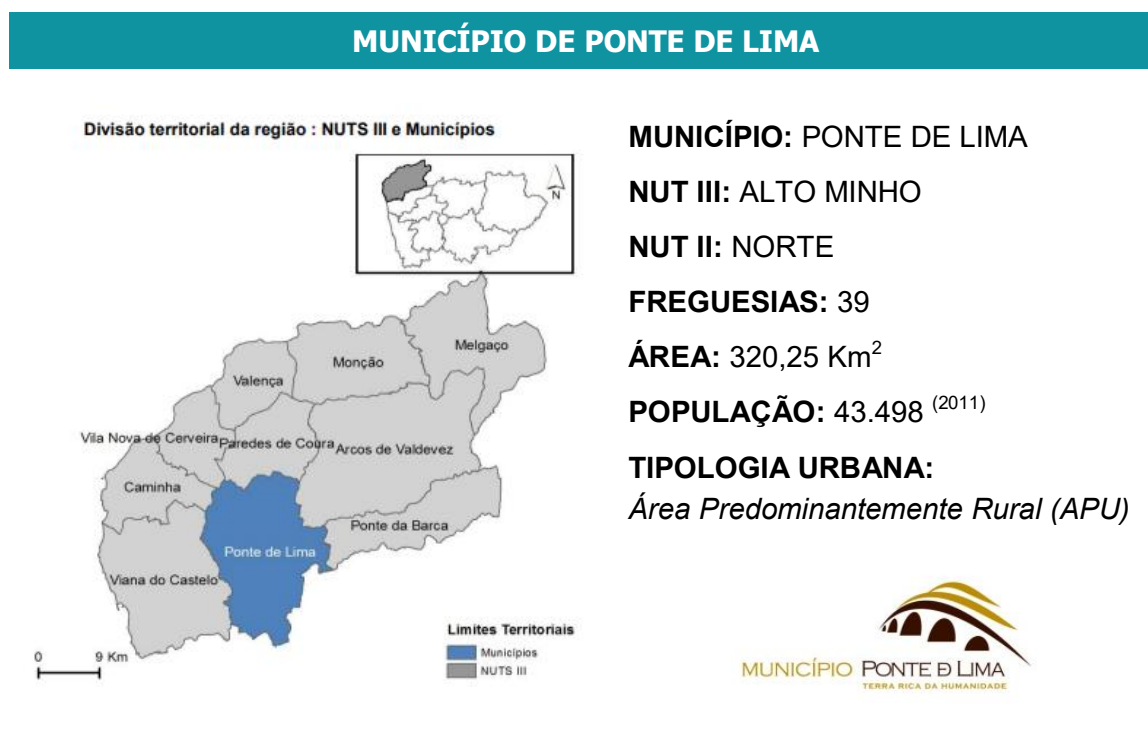 MUNICÍPIO DE PONTE DE LIMA
Divisão territorial da região : NUTS III e Municípios
N
Melgaço
Monção
Valença
Vila Nova de Cerveira
Paredes de Coura
Arcos de Valdevez
Caminha
Ponte da Barca
Ponte de Lima
Viana do Castelo
Limites Territoriais
Municípios
NUTS III
0 9 Km
MUNICÍPIO: PONTE DE LIMA
NUT III: ALTO MINHO
NUT II: NORTE
FREGUESIAS: 39
ÁREA: 320,25 Km²
POPULAÇÃO: 43.498 (2011)
TIPOLOGIA URBANA:
Área Predominantemente Rural (APU)
MUNICÍPIO PONTE D LIMA
TERRA RICA DA HUMANIDADE